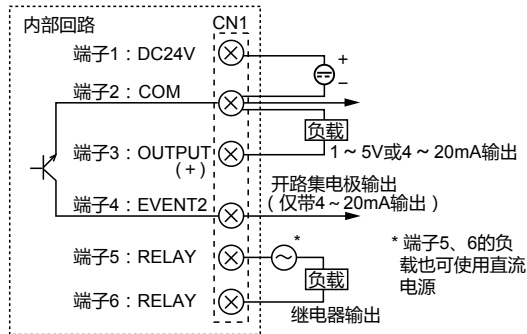 内部回路
CN1
端子1：DC24V
+
−
端子2：COM
负载
端子3：OUTPUT
(+)
1～5V或4～20mA输出
开路集电极输出
（仅带4～20mA输出）
端子4：EVENT2
端子5：RELAY
*
负载
端子6：RELAY
继电器输出
* 端子5、6的负
载也可使用直流
电源